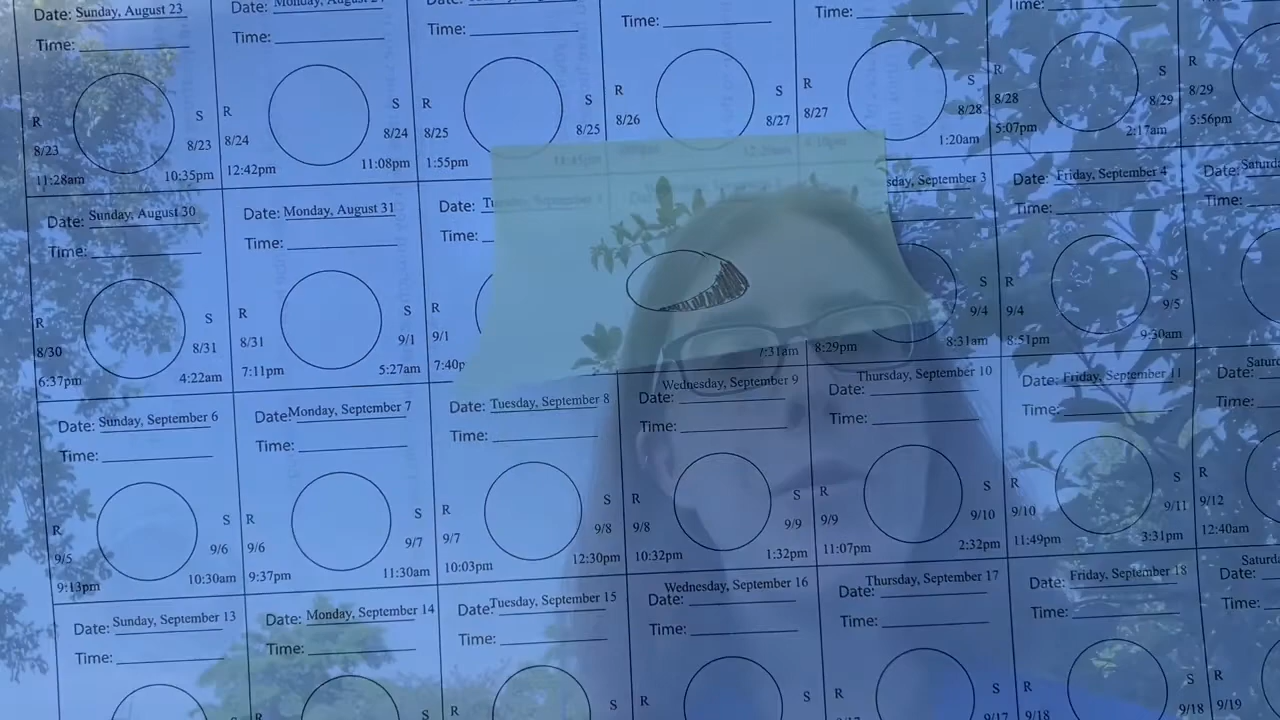 Date: Sunday, August 23
Time:
R
S
8/23
8/23
11:28am
10:35pm
Time:
R
S
8/24
8/24
12:42pm
11:08pm
Time:
R
S
8/25
8/25
1:55pm
Time:
R
S
8/26
8/27
Time:
R
S
8/27
8/28
1:20am
Time:
R
S
8/28
8/29
5:07pm
2:17am
R
8/29
5:56pm
Date: Sunday, August 30
Time:
R
S
8/30
8/31
6:37pm
4:22am
Date: Monday, August 31
Time:
R
S
8/31
9/1
7:11pm
5:27am
Date: Tu
Time:
R
9/1
7:40p
7:31am
sday, September 3
S
9/4
8:29pm
8:31am
Date: Friday, September 4
Time:
R
S
9/4
9/5
8:51pm
9:30am
Date:
Time:
Date: Sunday, September 6
Time:
R
S
9/5
9/6
9:13pm
10:30am
Date: Monday, September 7
Time:
R
S
9/6
9/7
9:37pm
11:30am
Date: Tuesday, September 8
Time:
R
S
9/7
9/8
10:03pm
12:30pm
Wednesday, September 9
Date:
Time:
R
S
9/8
9/9
10:32pm
1:32pm
Thursday, September 10
Date:
Time:
R
S
9/9
9/10
11:07pm
2:32pm
Date: Friday, September 11
Time:
R
S
9/10
9/11
11:49pm
3:31pm
Date:
Time:
R
9/12
12:40am
Date: Sunday, September 13
Time:
Date: Monday, September 14
Time:
R
S
Date: Tuesday, September 15
Time:
R
S
Wednesday, September 16
Date:
Time:
R
S
Thursday, September 17
Date:
Time:
R
S
9/17
Date: Friday, September 18
Time:
R
S
9/18
9/18
Date:
Time:
R
9/19